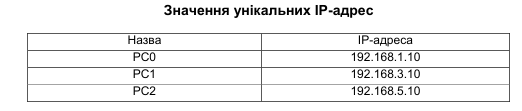 Значення унікальних IP-адрес
Назва IP-адреса
PC0 192.168.1.10
PC1 192.168.3.10
PC2 192.168.5.10